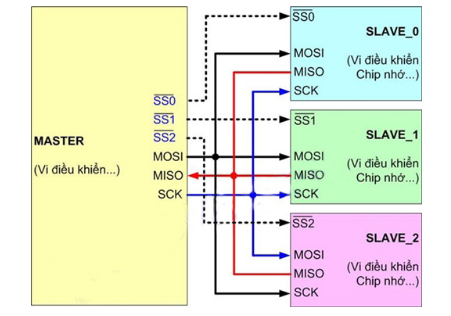 MASTER
(Vi điều khiển...)
SS0
SS1
SS2
MOSI
MISO
SCK
SS0
SLAVE_0
MOSI
(Vi điều khiển
MISO
Chip nhớ...)
SCK
SS1
SLAVE_1
MOSI
(Vi điều khiển
MISO
Chip nhớ...)
SCK
SS2
SLAVE_2
MOSI
(Vi điều khiển
MISO
Chip nhớ...)
SCK